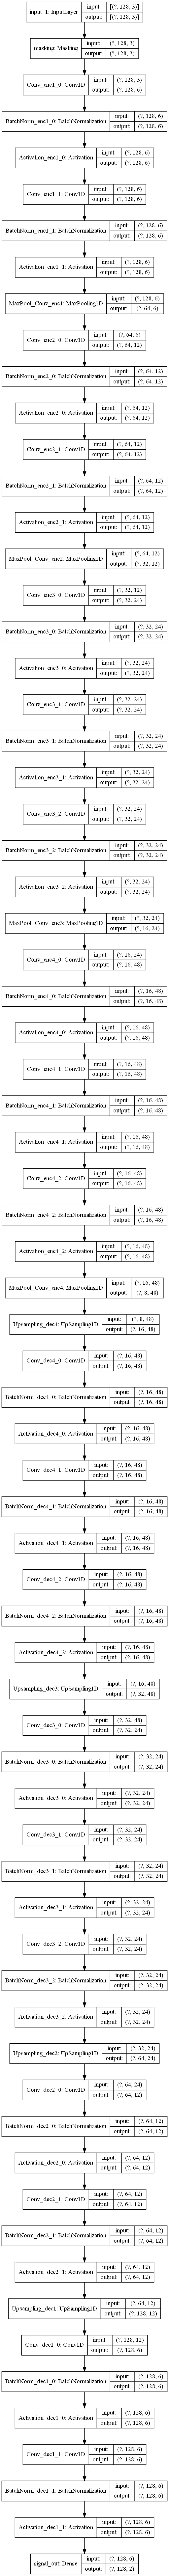 input_1: InputLayer input: [(?, 128, 3)]
output: [(?, 128, 3)]
masking: Masking input: (?, 128, 3)
output: (?, 128, 3)
Conv_enc1_0: Conv1D input: (?, 128, 3)
output: (?, 128, 6)
BatchNorm_enc1_0: BatchNormalization input: (?, 128, 6)
output: (?, 128, 6)
Activation_enc1_0: Activation input: (?, 128, 6)
output: (?, 128, 6)
Conv_enc1_1: Conv1D input: (?, 128, 6)
output: (?, 128, 6)
BatchNorm_enc1_1: BatchNormalization input: (?, 128, 6)
output: (?, 128, 6)
Activation_enc1_1: Activation input: (?, 128, 6)
output: (?, 128, 6)
MaxPool_Conv_enc1: MaxPooling1D input: (?, 128, 6)
output: (?, 64, 6)
Conv_enc2_0: Conv1D input: (?, 64, 6)
output: (?, 64, 12)
BatchNorm_enc2_0: BatchNormalization input: (?, 64, 12)
output: (?, 64, 12)
Activation_enc2_0: Activation input: (?, 64, 12)
output: (?, 64, 12)
Conv_enc2_1: Conv1D input: (?, 64, 12)
output: (?, 64, 12)
BatchNorm_enc2_1: BatchNormalization input: (?, 64, 12)
output: (?, 64, 12)
Activation_enc2_1: Activation input: (?, 64, 12)
output: (?, 64, 12)
MaxPool_Conv_enc2: MaxPooling1D input: (?, 64, 12)
output: (?, 32, 12)
Conv_enc3_0: Conv1D input: (?, 32, 12)
output: (?, 32, 24)
BatchNorm_enc3_0: BatchNormalization input: (?, 32, 24)
output: (?, 32, 24)
Activation_enc3_0: Activation input: (?, 32, 24)
output: (?, 32, 24)
Conv_enc3_1: Conv1D input: (?, 32, 24)
output: (?, 32, 24)
BatchNorm_enc3_1: BatchNormalization input: (?, 32, 24)
output: (?, 32, 24)
Activation_enc3_1: Activation input: (?, 32, 24)
output: (?, 32, 24)
Conv_enc3_2: Conv1D input: (?, 32, 24)
output: (?, 32, 24)
BatchNorm_enc3_2: BatchNormalization input: (?, 32, 24)
output: (?, 32, 24)
Activation_enc3_2: Activation input: (?, 32, 24)
output: (?, 32, 24)
MaxPool_Conv_enc3: MaxPooling1D input: (?, 32, 24)
output: (?, 16, 24)
Conv_enc4_0: Conv1D input: (?, 16, 24)
output: (?, 16, 48)
BatchNorm_enc4_0: BatchNormalization input: (?, 16, 48)
output: (?, 16, 48)
Activation_enc4_0: Activation input: (?, 16, 48)
output: (?, 16, 48)
Conv_enc4_1: Conv1D input: (?, 16, 48)
output: (?, 16, 48)
BatchNorm_enc4_1: BatchNormalization input: (?, 16, 48)
output: (?, 16, 48)
Activation_enc4_1: Activation input: (?, 16, 48)
output: (?, 16, 48)
Conv_enc4_2: Conv1D input: (?, 16, 48)
output: (?, 16, 48)
BatchNorm_enc4_2: BatchNormalization input: (?, 16, 48)
output: (?, 16, 48)
Activation_enc4_2: Activation input: (?, 16, 48)
output: (?, 16, 48)
MaxPool_Conv_enc4: MaxPooling1D input: (?, 16, 48)
output: (?, 8, 48)
Upsampling_dec4: UpSampling1D input: (?, 8, 48)
output: (?, 16, 48)
Conv_dec4_0: Conv1D input: (?, 16, 48)
output: (?, 16, 48)
BatchNorm_dec4_0: BatchNormalization input: (?, 16, 48)
output: (?, 16, 48)
Activation_dec4_0: Activation input: (?, 16, 48)
output: (?, 16, 48)
Conv_dec4_1: Conv1D input: (?, 16, 48)
output: (?, 16, 48)
BatchNorm_dec4_1: BatchNormalization input: (?, 16, 48)
output: (?, 16, 48)
Activation_dec4_1: Activation input: (?, 16, 48)
output: (?, 16, 48)
Conv_dec4_2: Conv1D input: (?, 16, 48)
output: (?, 16, 48)
BatchNorm_dec4_2: BatchNormalization input: (?, 16, 48)
output: (?, 16, 48)
Activation_dec4_2: Activation input: (?, 16, 48)
output: (?, 16, 48)
Upsampling_dec3: UpSampling1D input: (?, 16, 48)
output: (?, 32, 48)
Conv_dec3_0: Conv1D input: (?, 32, 48)
output: (?, 32, 24)
BatchNorm_dec3_0: BatchNormalization input: (?, 32, 24)
output: (?, 32, 24)
Activation_dec3_0: Activation input: (?, 32, 24)
output: (?, 32, 24)
Conv_dec3_1: Conv1D input: (?, 32, 24)
output: (?, 32, 24)
BatchNorm_dec3_1: BatchNormalization input: (?, 32, 24)
output: (?, 32, 24)
Activation_dec3_1: Activation input: (?, 32, 24)
output: (?, 32, 24)
Conv_dec3_2: Conv1D input: (?, 32, 24)
output: (?, 32, 24)
BatchNorm_dec3_2: BatchNormalization input: (?, 32, 24)
output: (?, 32, 24)
Activation_dec3_2: Activation input: (?, 32, 24)
output: (?, 32, 24)
Upsampling_dec2: UpSampling1D input: (?, 32, 24)
output: (?, 64, 24)
Conv_dec2_0: Conv1D input: (?, 64, 24)
output: (?, 64, 12)
BatchNorm_dec2_0: BatchNormalization input: (?, 64, 12)
output: (?, 64, 12)
Activation_dec2_0: Activation input: (?, 64, 12)
output: (?, 64, 12)
Conv_dec2_1: Conv1D input: (?, 64, 12)
output: (?, 64, 12)
BatchNorm_dec2_1: BatchNormalization input: (?, 64, 12)
output: (?, 64, 12)
Activation_dec2_1: Activation input: (?, 64, 12)
output: (?, 64, 12)
Upsampling_dec1: UpSampling1D input: (?, 64, 12)
output: (?, 128, 12)
Conv_dec1_0: Conv1D input: (?, 128, 12)
output: (?, 128, 6)
BatchNorm_dec1_0: BatchNormalization input: (?, 128, 6)
output: (?, 128, 6)
Activation_dec1_0: Activation input: (?, 128, 6)
output: (?, 128, 6)
Conv_dec1_1: Conv1D input: (?, 128, 6)
output: (?, 128, 6)
BatchNorm_dec1_1: BatchNormalization input: (?, 128, 6)
output: (?, 128, 6)
Activation_dec1_1: Activation input: (?, 128, 6)
output: (?, 128, 6)
signal_out: Dense input: (?, 128, 6)
output: (?, 128, 2)